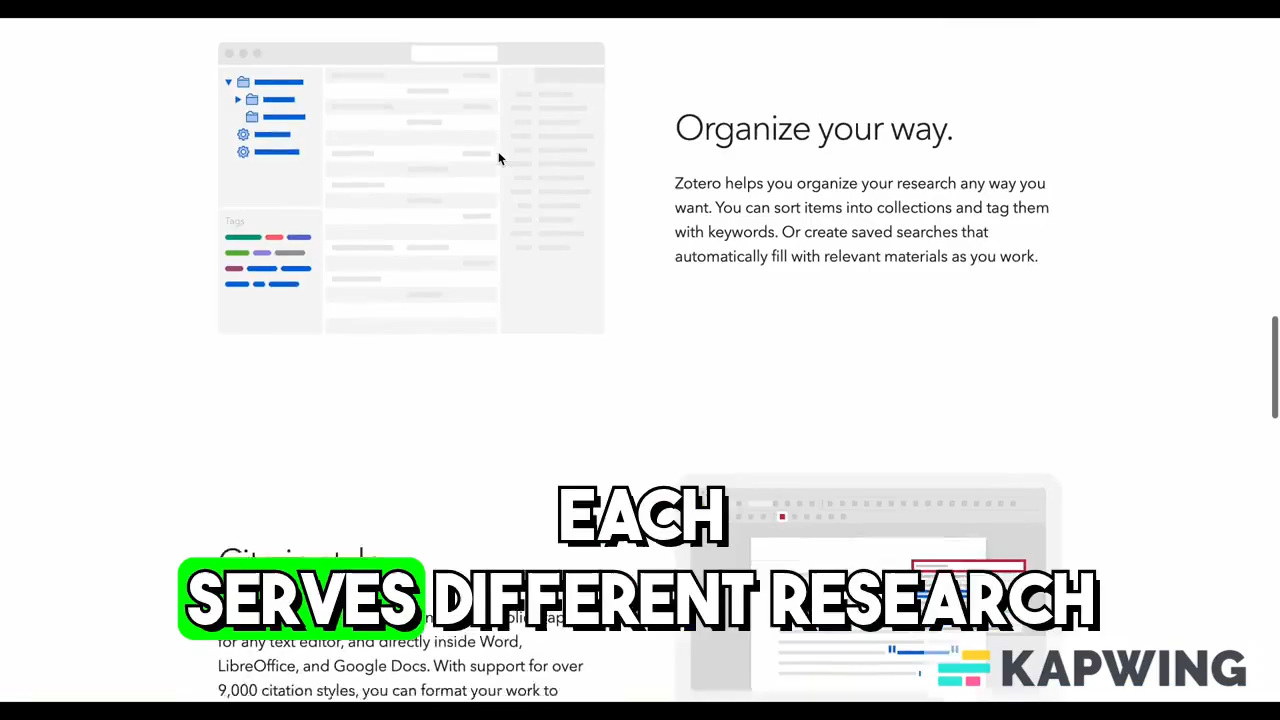 Organize your way.
Zotero helps you organize your research any way you
want. You can sort items into collections and tag them
with keywords. Or create saved searches that
automatically fill with relevant materials as you work.
Tags
EACH
SERVES DIFFERENT RESEARCH
for any text editor, and directly inside Word,
LibreOffice, and Google Docs. With support for over
9,000 citation styles, you can format your work to
KAPWING